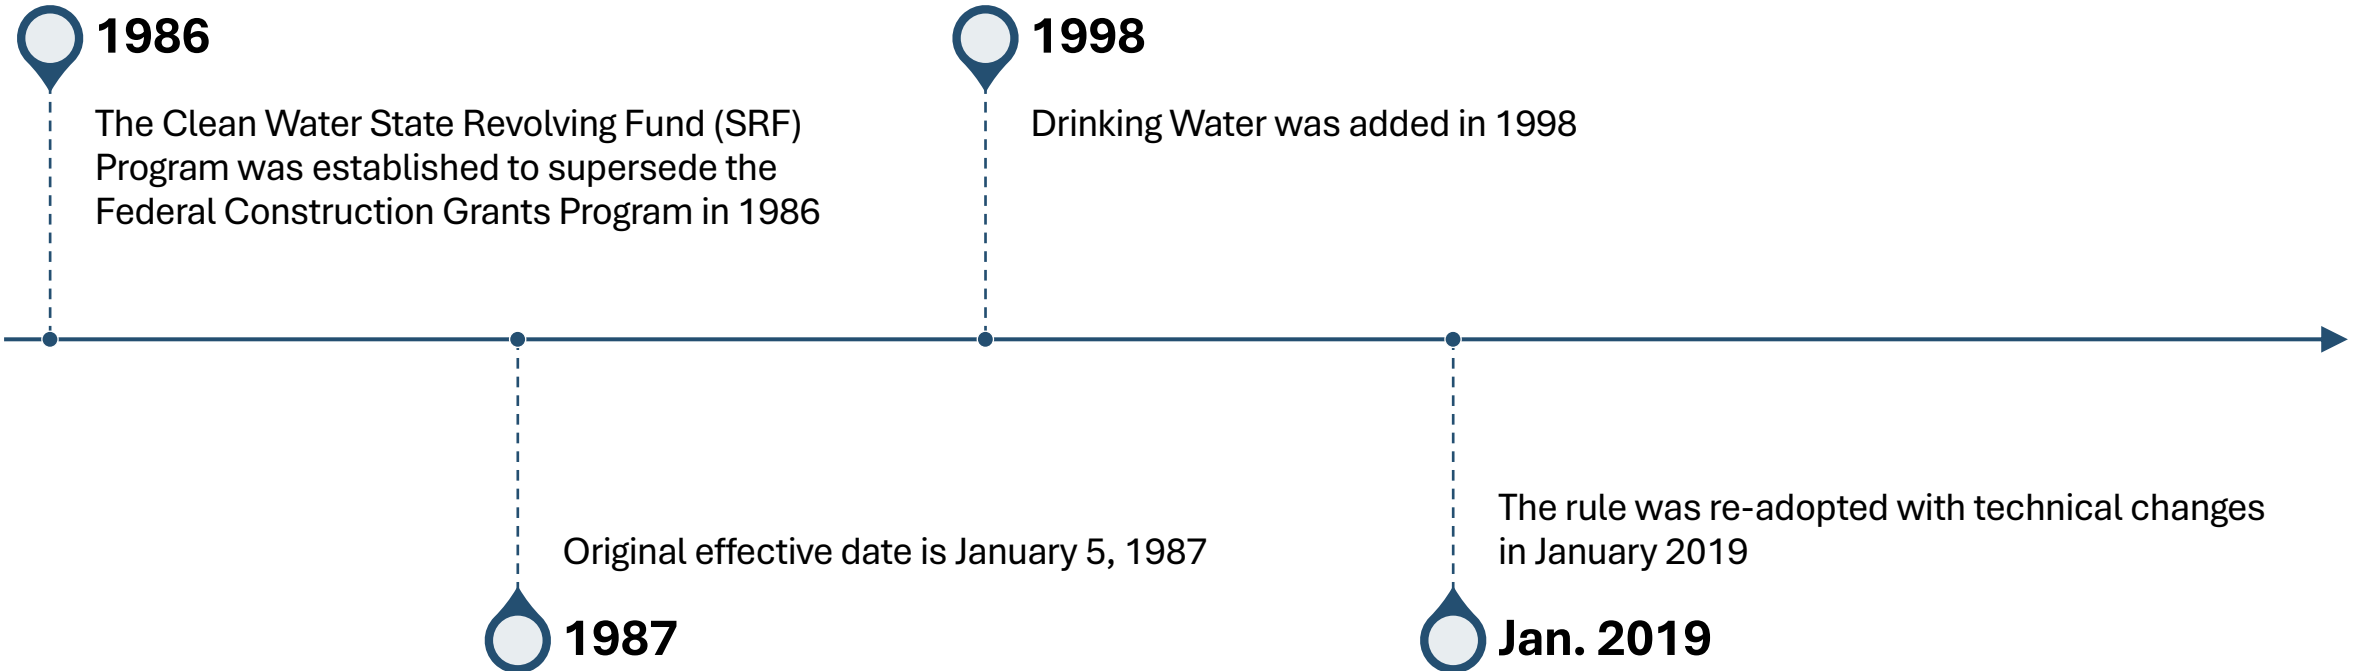 1986
The Clean Water State Revolving Fund (SRF)
Program was established to supersede the
Federal Construction Grants Program in 1986
Original effective date is January 5, 1987
1987
1998
Drinking Water was added in 1998
The rule was re-adopted with technical changes
in January 2019
Jan. 2019